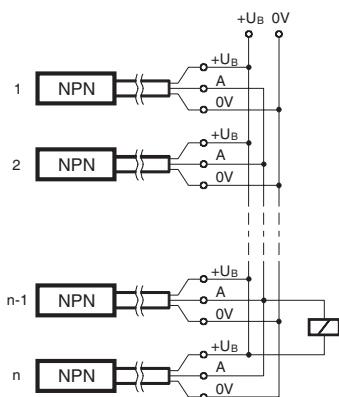 +UB 0V
+UB
1 NPN A
0V
+UB
2 NPN A
0V
+UB
n-1 NPN A
0V
+UB
n NPN A
0V